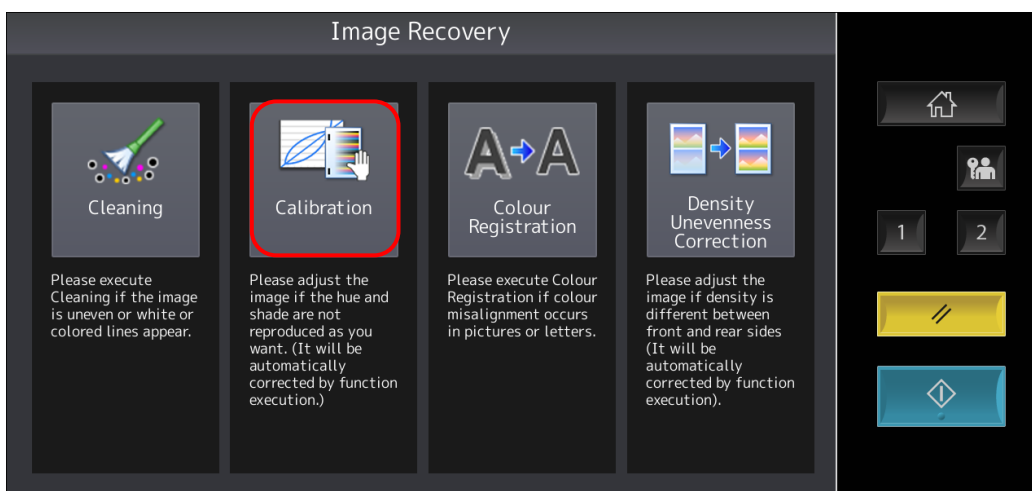 Image Recovery
Cleaning
Please execute
Cleaning if the image
is uneven or white or
colored lines appear.
Calibration
Please adjust the
image if the hue and
shade are not
reproduced as you
want. (It will be
automatically
corrected by function
execution.)
Colour
Registration
Please execute Colour
Registration if colour
misalignment occurs
in pictures or letters.
Density
Unevenness
Correction
Please adjust the
image if density is
different between
front and rear sides
(It will be
automatically
corrected by function
execution).
1
2